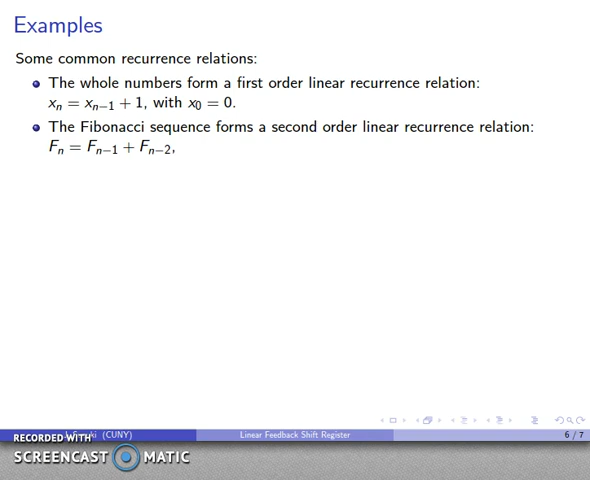 Examples
Some common recurrence relations:
The whole numbers form a first order linear recurrence relation:
xₙ = xₙ₋₁ + 1, with x₀ = 0.
The Fibonacci sequence forms a second order linear recurrence relation:
Fₙ = Fₙ₋₁ + Fₙ₋₂,
(CUNY)
Linear Feedback Shift Register
6 / 7
RECORDED WITH
SCREENCAST MATIC